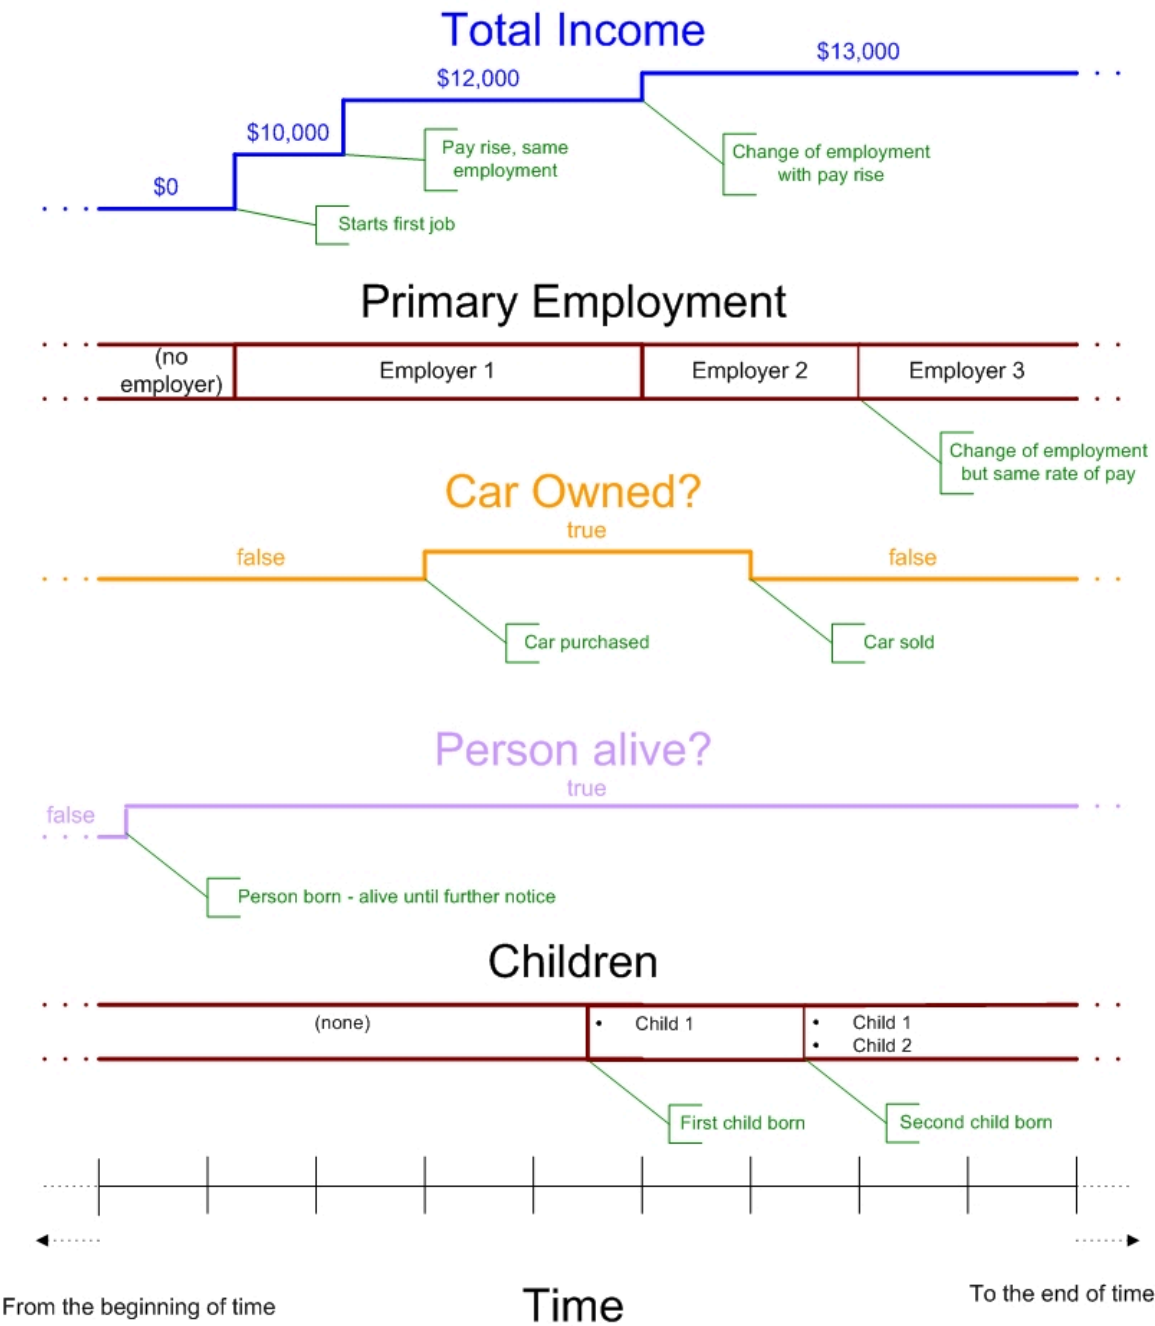 Total Income
$13,000
$12,000
$10,000
Pay rise, same
employment
Change of employment
with pay rise
$0
Starts first job
Primary Employment
(no
employer)
Employer 1
Employer 2
Employer 3
Change of employment
but same rate of pay
Car Owned?
true
false
false
Car purchased
Car sold
Person alive?
true
false
Person born - alive until further notice
Children
(none)
• Child 1
• Child 1
• Child 2
First child born
Second child born
From the beginning of time
Time
To the end of time